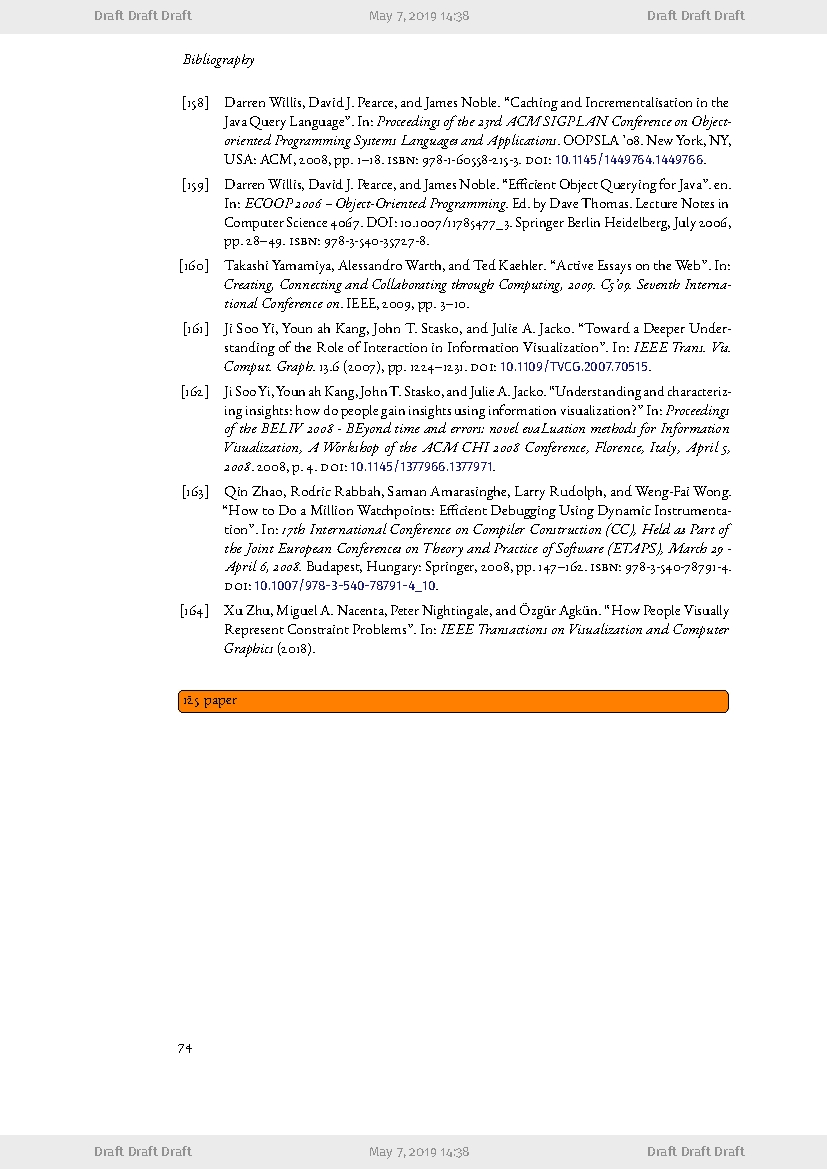 Draft Draft Draft May 7, 2019 14:38 Draft Draft Draft
Bibliography
[158] Darren Willis, David J. Pearce, and James Noble. “Caching and Incrementalisation in the
Java Query Language”. In: Proceedings of the 23rd ACM SIGPLAN Conference on Object-
oriented Programming Systems Languages and Applications. OOPSLA ’08. New York, NY,
USA: ACM, 2008, pp. 1–18. ISBN: 978-1-60558-215-3. DOI: 10.1145/1449764.1449766.
[159] Darren Willis, David J. Pearce, and James Noble. “Efficient Object Querying for Java”. en.
In: ECOOP 2006 – Object-Oriented Programming. Ed. by Dave Thomas. Lecture Notes in
Computer Science 4067. DOI: 10.1007/11785477_3. Springer Berlin Heidelberg, July 2006,
pp. 28–49. ISBN: 978-3-540-35727-8.
[160] Takashi Yamamiya, Alessandro Warth, and Ted Kaehler. “Active Essays on the Web”. In:
Creating, Connecting and Collaborating through Computing, 2009. C5’09. Seventh Interna-
tional Conference on. IEEE, 2009, pp. 3–10.
[161] Ji Soo Yi, Youn ah Kang, John T. Stasko, and Julie A. Jacko. “Toward a Deeper Under-
standing of the Role of Interaction in Information Visualization”. In: IEEE Trans. Vis.
Comput. Graph. 13.6 (2007), pp. 1224–1231. DOI: 10.1109/TVCG.2007.70515.
[162] Ji Soo Yi, Youn ah Kang, John T. Stasko, and Julie A. Jacko. “Understanding and characteriz-
ing insights: how do people gain insights using information visualization?” In: Proceedings
of the BELIV 2008 - BEyond time and errors: novel evaLuation methods for Information
Visualization, A Workshop of the ACM CHI 2008 Conference, Florence, Italy, April 5,
2008. 2008, p. 4. DOI: 10.1145/1377966.1377971.
[163] Qin Zhao, Rodric Rabbah, Saman Amarasinghe, Larry Rudolph, and Weng-Fai Wong.
“How to Do a Million Watchpoints: Efficient Debugging Using Dynamic Instrumenta-
tion”. In: 17th International Conference on Compiler Construction (CC), Held as Part of
the Joint European Conferences on Theory and Practice of Software (ETAPS), March 29 -
April 6, 2008. Budapest, Hungary: Springer, 2008, pp. 147–162. ISBN: 978-3-540-78791-4.
DOI: 10.1007/978-3-540-78791-4_10.
[164] Xu Zhu, Miguel A. Nacenta, Peter Nightingale, and Özgür Agkün. “How People Visually
Represent Constraint Problems”. In: IEEE Transactions on Visualization and Computer
Graphics (2018).
paper
74
Draft Draft Draft May 7, 2019 14:38 Draft Draft Draft